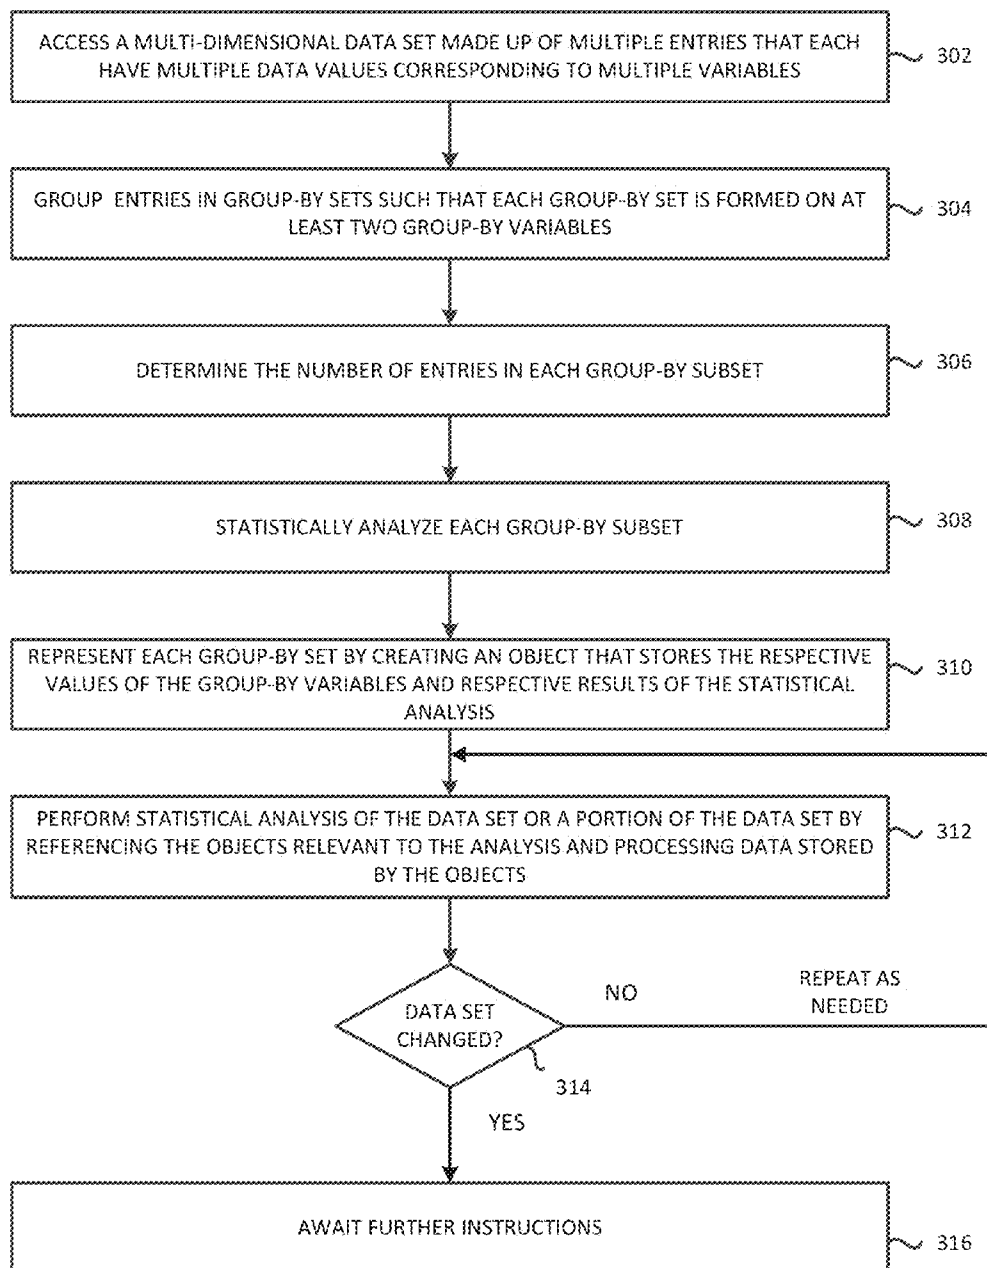 ACCESS A MULTI-DIMENSIONAL DATA SET MADE UP OF MULTIPLE ENTRIES THAT EACH
HAVE MULTIPLE DATA VALUES CORRESPONDING TO MULTIPLE VARIABLES
302
GROUP ENTRIES IN GROUP-BY SETS SUCH THAT EACH GROUP-BY SET IS FORMED ON AT
LEAST TWO GROUP-BY VARIABLES
304
DETERMINE THE NUMBER OF ENTRIES IN EACH GROUP-BY SUBSET
306
STATISTICALLY ANALYZE EACH GROUP-BY SUBSET
308
REPRESENT EACH GROUP-BY SET BY CREATING AN OBJECT THAT STORES THE RESPECTIVE
VALUES OF THE GROUP-BY VARIABLES AND RESPECTIVE RESULTS OF THE STATISTICAL
ANALYSIS
310
PERFORM STATISTICAL ANALYSIS OF THE DATA SET OR A PORTION OF THE DATA SET BY
REFERENCING THE OBJECTS RELEVANT TO THE ANALYSIS AND PROCESSING DATA STORED
BY THE OBJECTS
312
DATA SET
CHANGED?
314
NO
REPEAT AS
NEEDED
YES
AWAIT FURTHER INSTRUCTIONS
316